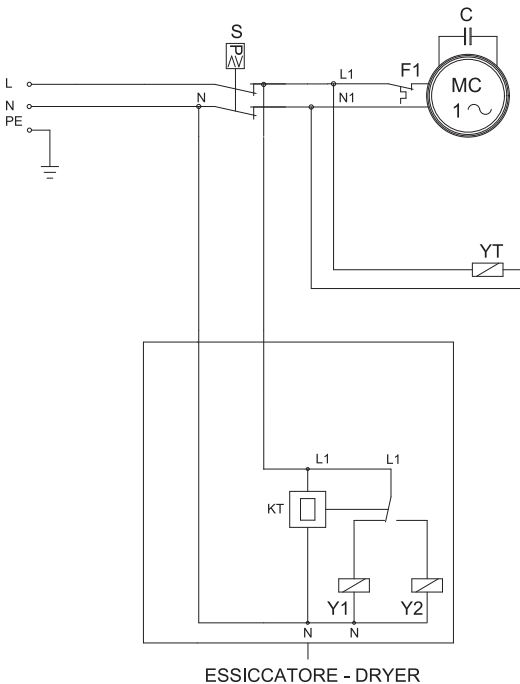 C
S
P
L1
F1
L
MC
N
N
N1
1
PE
YT
L1
L1
KT
Y1
Y2
N
N
ESSICCATORE - DRYER